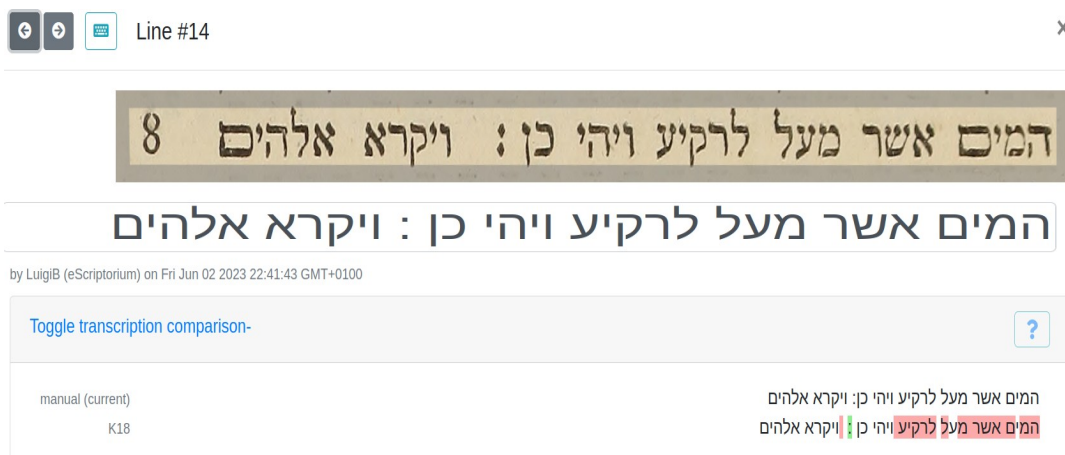 Line #14
המים אשר מעל לרקיע ויהי כן : ויקרא אלהים 8
המים אשר מעל לרקיע ויהי כן : ויקרא אלהים
by LuigiB (eScriptorium) on Fri Jun 02 2023 22:41:43 GMT+0100
Toggle transcription comparison- ?
manual (current) המים אשר מעל לרקיע ויהי כן: ויקרא אלהים
K18 המים אשר מעל לרקיע ויהי כן : ויקרא אלהים